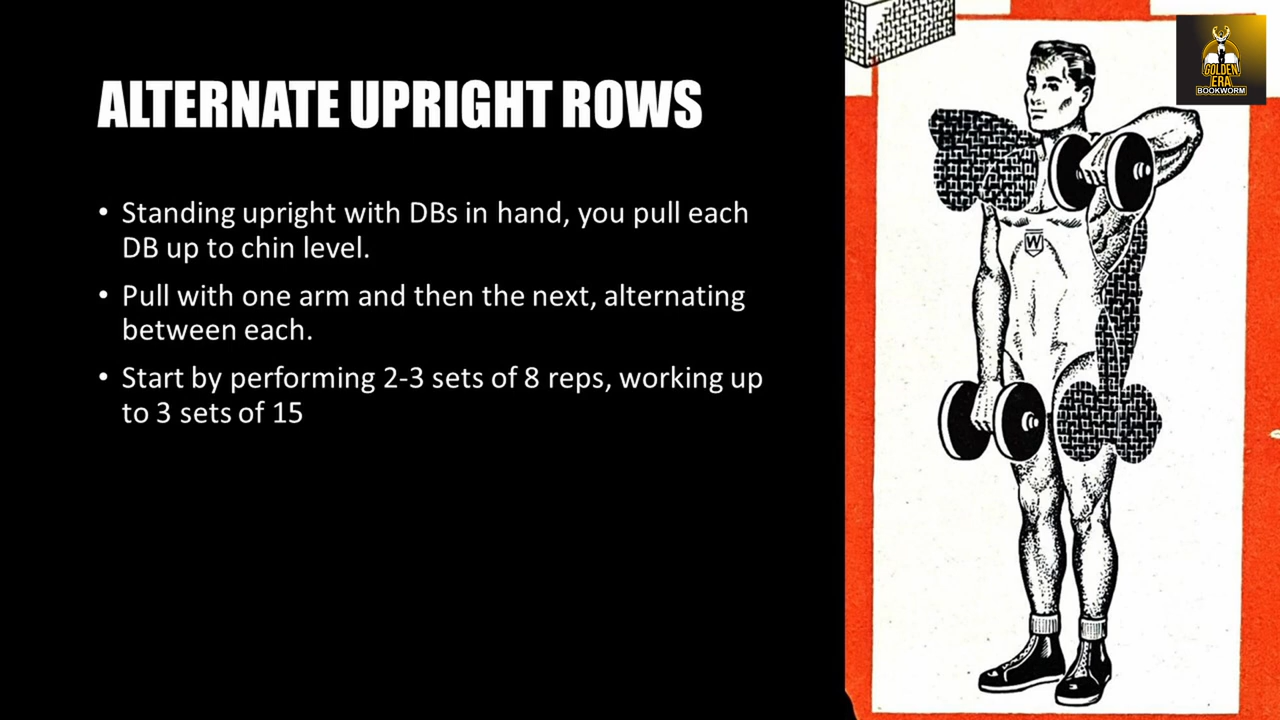 ALTERNATE UPRIGHT ROWS
• Standing upright with DBs in hand, you pull each
DB up to chin level.
• Pull with one arm and then the next, alternating
between each.
• Start by performing 2-3 sets of 8 reps, working up
to 3 sets of 15
W
GOLDEN
ERA
BOOKWORM